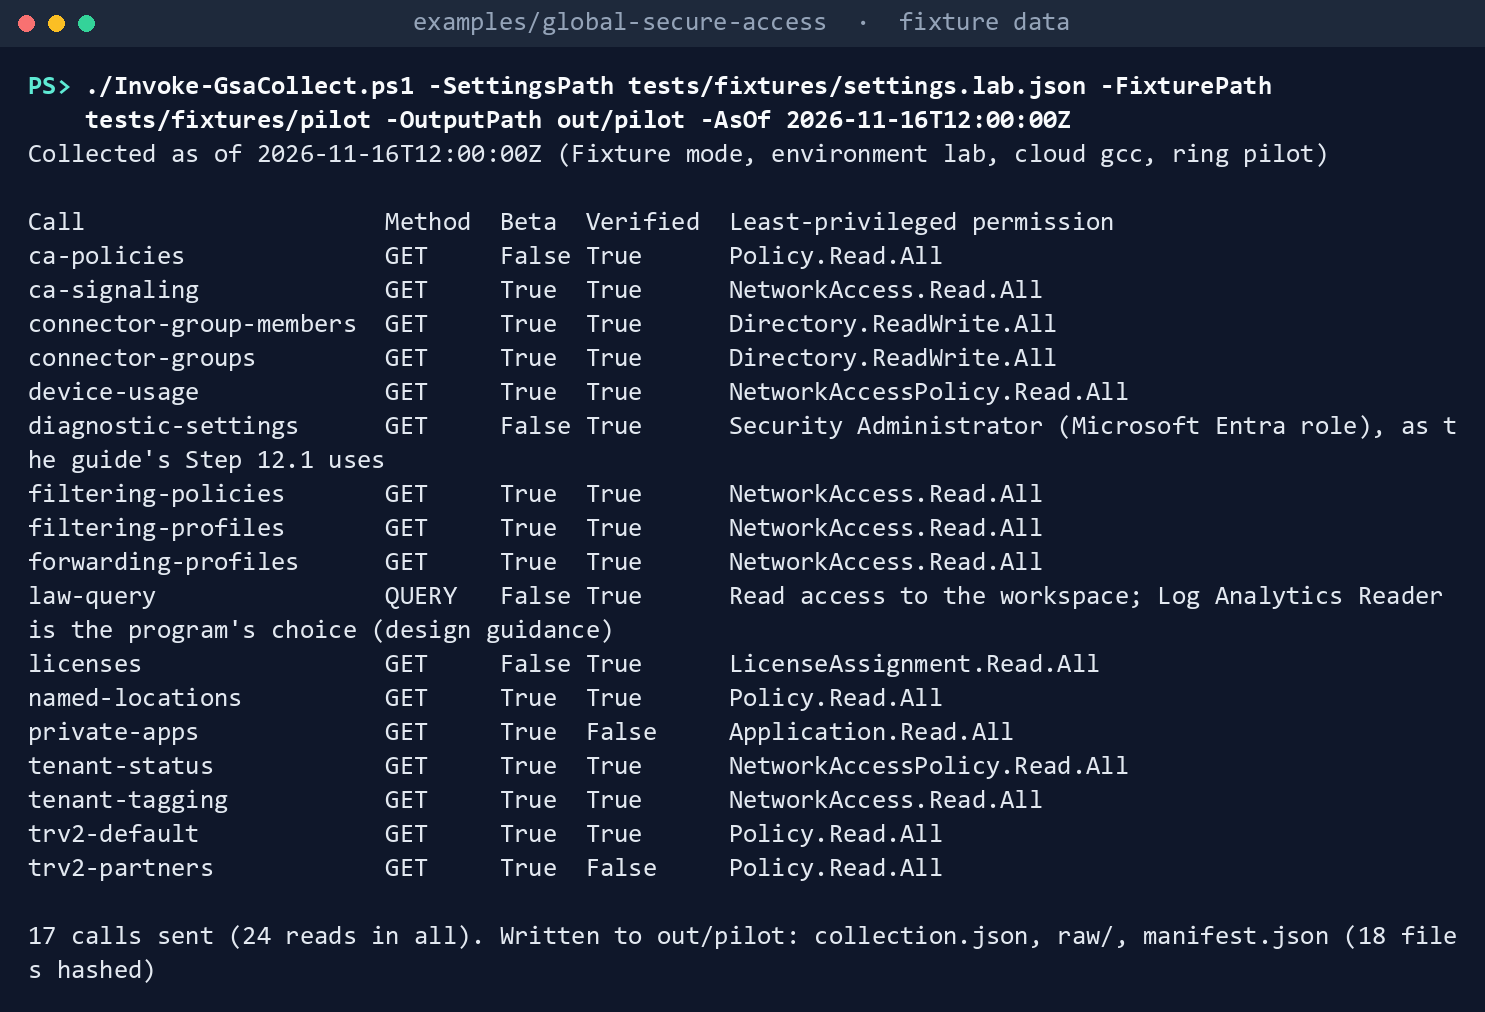 examples/global-secure-access · fixture data
PS> ./Invoke-GsaCollect.ps1 -SettingsPath tests/fixtures/settings.lab.json -FixturePath
tests/fixtures/pilot -OutputPath out/pilot -AsOf 2026-11-16T12:00:00Z
Collected as of 2026-11-16T12:00:00Z (Fixture mode, environment lab, cloud gcc, ring pilot)
Call                     Method  Beta  Verified  Least-privileged permission
ca-policies              GET     False True      Policy.Read.All
ca-signaling             GET     True  True      NetworkAccess.Read.All
connector-group-members  GET     True  True      Directory.ReadWrite.All
connector-groups         GET     True  True      Directory.ReadWrite.All
device-usage             GET     True  True      NetworkAccessPolicy.Read.All
diagnostic-settings      GET     False True      Security Administrator (Microsoft Entra role), as t
he guide's Step 12.1 uses
filtering-policies       GET     True  True      NetworkAccess.Read.All
filtering-profiles       GET     True  True      NetworkAccess.Read.All
forwarding-profiles      GET     True  True      NetworkAccess.Read.All
law-query                QUERY   False True      Read access to the workspace; Log Analytics Reader
is the program's choice (design guidance)
licenses                 GET     False True      LicenseAssignment.Read.All
named-locations          GET     True  True      Policy.Read.All
private-apps             GET     True  False     Application.Read.All
tenant-status            GET     True  True      NetworkAccessPolicy.Read.All
tenant-tagging           GET     True  True      NetworkAccess.Read.All
trv2-default             GET     True  True      Policy.Read.All
trv2-partners            GET     True  False     Policy.Read.All
17 calls sent (24 reads in all). Written to out/pilot: collection.json, raw/, manifest.json (18 file
s hashed)